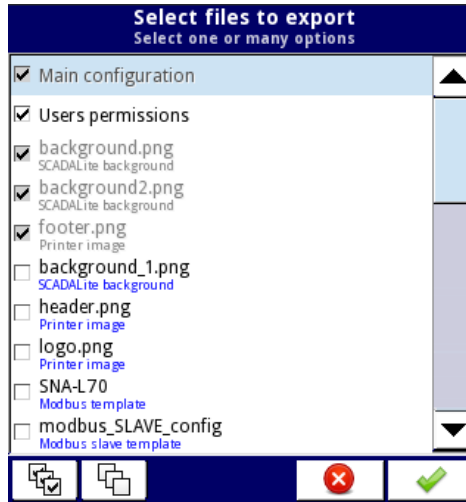 Select files to export
Select one or many options
Main configuration
Users permissions
background.png
SCADALite background
background2.png
SCADALite background
footer.png
Printer image
background_1.png
SCADALite background
header.png
Printer image
logo.png
Printer image
SNA-L70
Modbus template
modbus_SLAVE_config
Modbus slave template